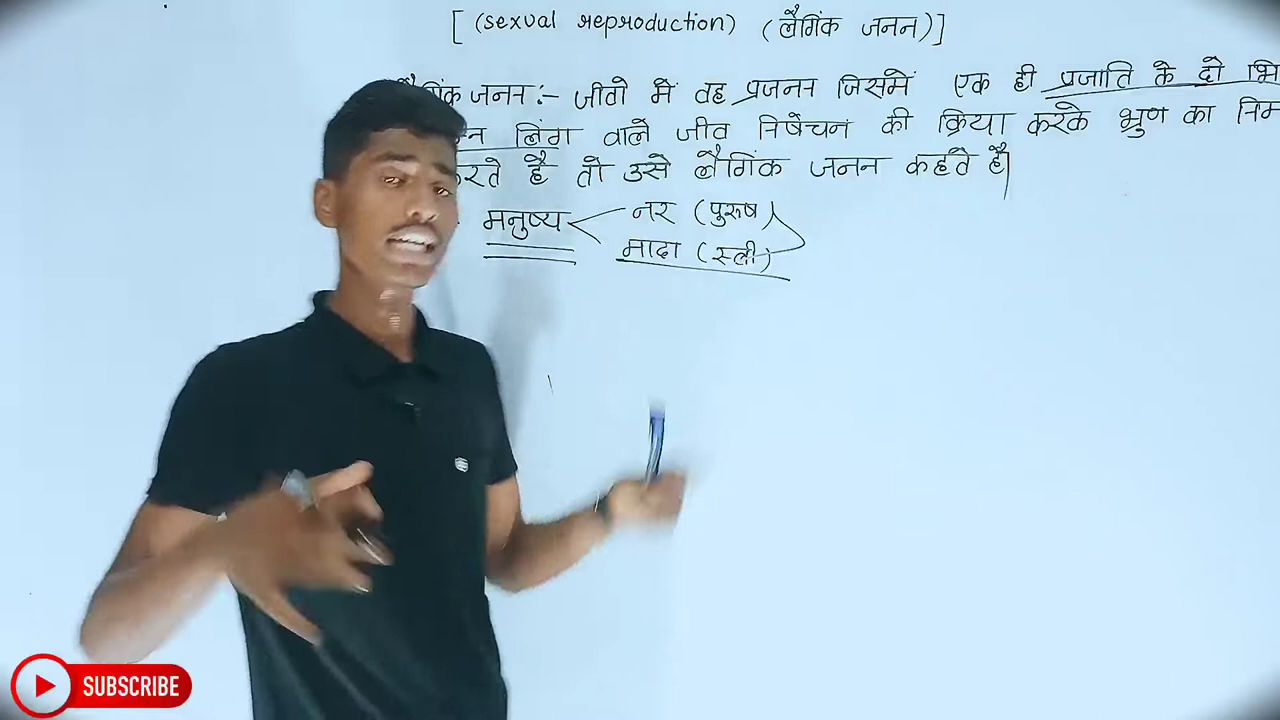 [ (sexual reproduction) (लैगिंक जनन)]
जनन :- जीवो में वह प्रजनन जिसमें एक ही प्रजाति के दो भि
लिंग वाले जीव निषेचन की क्रिया करके भ्रुण का निम
करते है तो उसे लैगिंक जनन कहते है|
मनुष्य नर (पुरुष)
मादा (स्त्री)
SUBSCRIBE